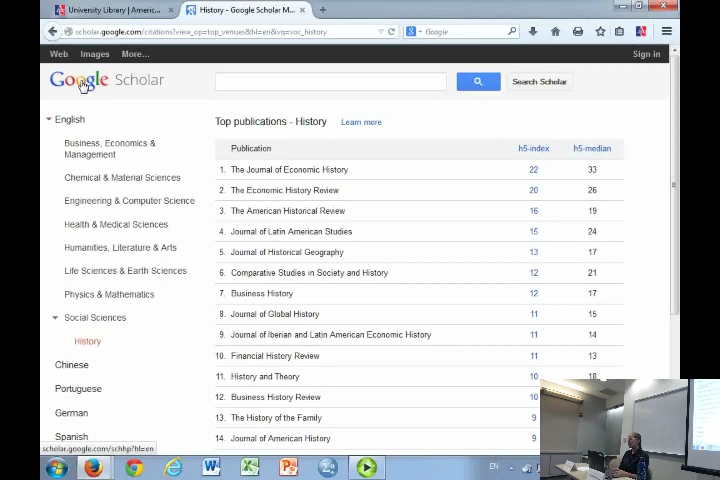 University Library | Americ...
History - Google Scholar M...
scholar.google.com/citations?view_op=top_venues&hl=en&vq=soc_history
Google
Web Images More...
Sign in
Google Scholar
Search Scholar
English
Business, Economics &
Management
Chemical & Material Sciences
Engineering & Computer Science
Health & Medical Sciences
Humanities, Literature & Arts
Life Sciences & Earth Sciences
Physics & Mathematics
Social Sciences
History
Chinese
Portuguese
German
Spanish
Top publications - History Learn more
Publication h5-index h5-median
1. The Journal of Economic History 22 33
2. The Economic History Review 20 26
3. The American Historical Review 16 19
4. Journal of Latin American Studies 15 24
5. Journal of Historical Geography 13 17
6. Comparative Studies in Society and History 12 21
7. Business History 12 17
8. Journal of Global History 11 15
9. Journal of Iberian and Latin American Economic History 11 14
10. Financial History Review 11 13
11. History and Theory 10 18
12. Business History Review 10
13. The History of the Family 9
14. Journal of American History 9
scholar.google.com/schhp?hl=en
EN